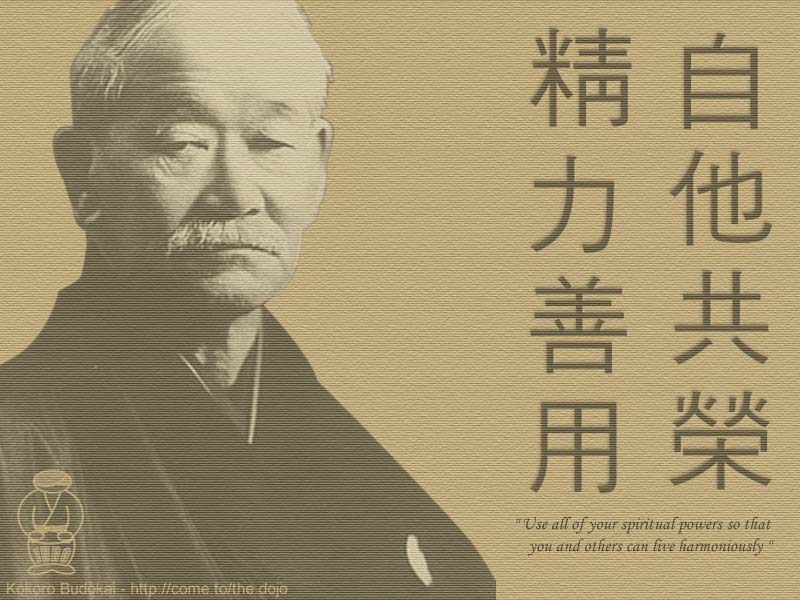 自他共榮
精力善用
"Use all of your spiritual powers so that
you and others can live harmoniously"
Kokoro Budokai - http://come.to/the.dojo